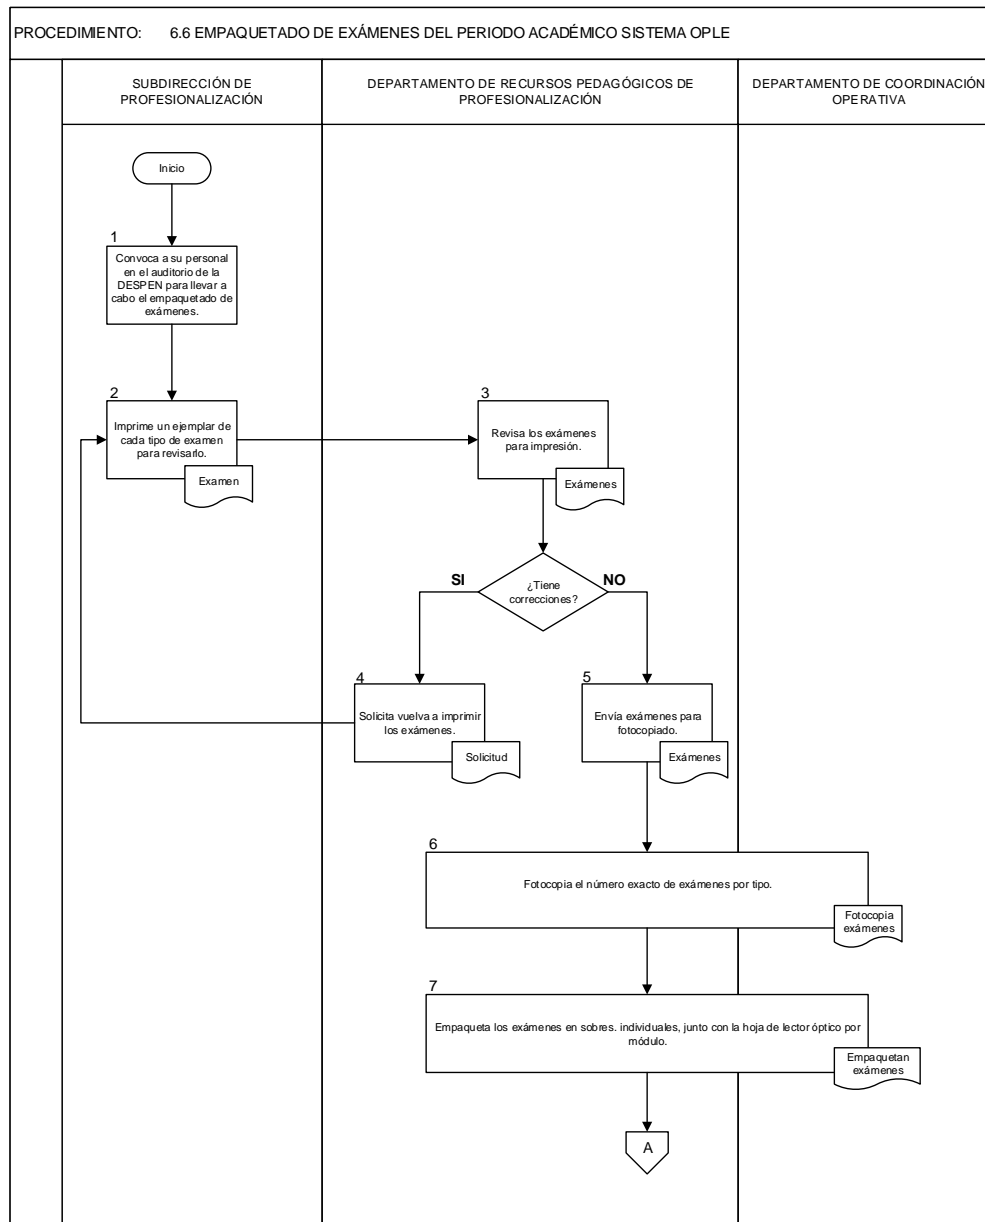 PROCEDIMIENTO: 6.6 EMPAQUETADO DE EXÁMENES DEL PERIODO ACADÉMICO SISTEMA OPLE
SUBDIRECCIÓN DE
PROFESIONALIZACIÓN
DEPARTAMENTO DE RECURSOS PEDAGÓGICOS DE
PROFESIONALIZACIÓN
DEPARTAMENTO DE COORDINACIÓN
OPERATIVA
Inicio
1
Convoca a su personal
en el auditorio de la
DESPEN para llevar a
cabo el empaquetado de
exámenes.
2
Imprime un ejemplar de
cada tipo de examen
para revisarlo.
Examen
3
Revisa los exámenes
para impresión.
Exámenes
¿Tiene
correcciones?
SI
NO
4
Solicita vuelva a imprimir
los exámenes.
Solicitud
5
Envía exámenes para
fotocopiado.
Exámenes
6
Fotocopia el número exacto de exámenes por tipo.
Fotocopia
exámenes
7
Empaqueta los exámenes en sobres. individuales, junto con la hoja de lector óptico por
módulo.
Empaquetan
exámenes
A